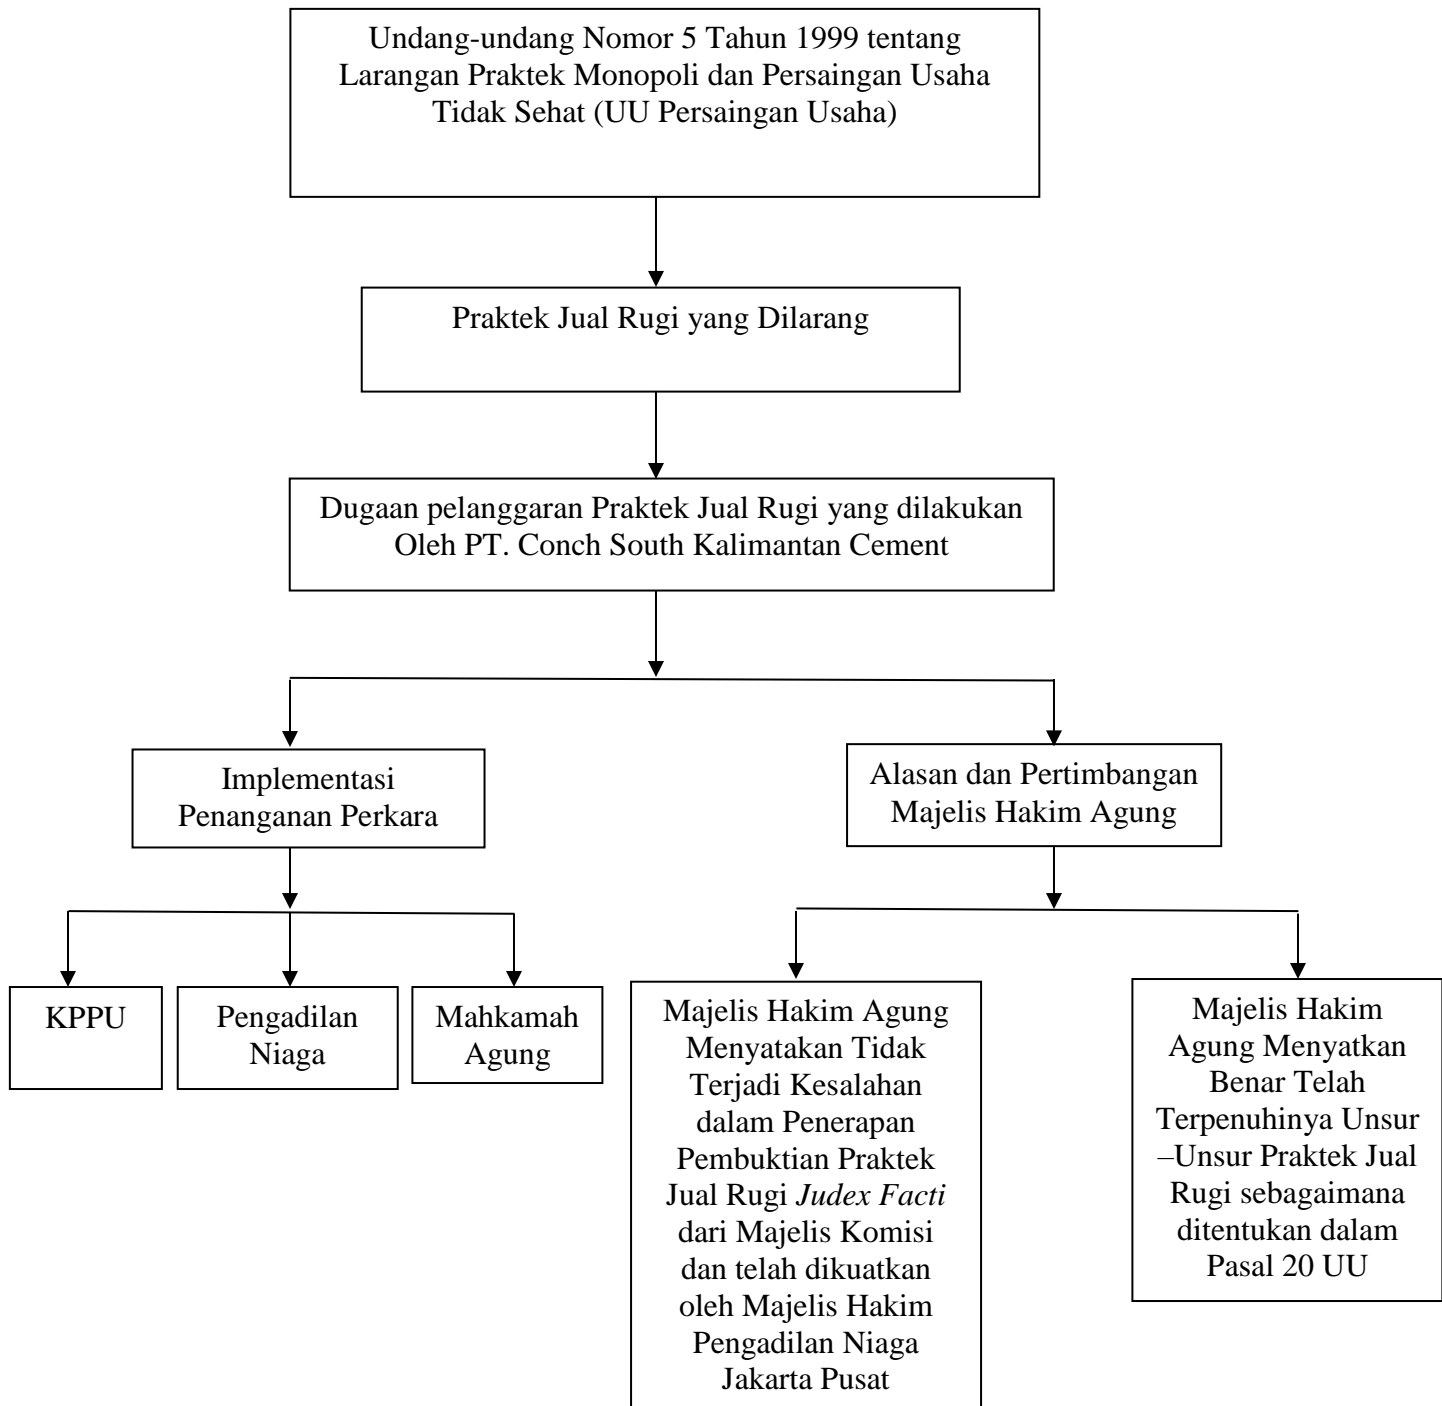 Undang-undang Nomor 5 Tahun 1999 tentang
Larangan Praktek Monopoli dan Persaingan Usaha
Tidak Sehat (UU Persaingan Usaha)
Praktek Jual Rugi yang Dilarang
Dugaan pelanggaran Praktek Jual Rugi yang dilakukan
Oleh PT. Conch South Kalimantan Cement
Implementasi
Penanganan Perkara
Alasan dan Pertimbangan
Majelis Hakim Agung
KPPU
Pengadilan
Niaga
Mahkamah
Agung
Majelis Hakim Agung
Menyatakan Tidak
Terjadi Kesalahan
dalam Penerapan
Pembuktian Praktek
Jual Rugi Judex Facti
dari Majelis Komisi
dan telah dikuatkan
oleh Majelis Hakim
Pengadilan Niaga
Jakarta Pusat
Majelis Hakim
Agung Menyatkan
Benar Telah
Terpenuhinya Unsur
–Unsur Praktek Jual
Rugi sebagaimana
ditentukan dalam
Pasal 20 UU